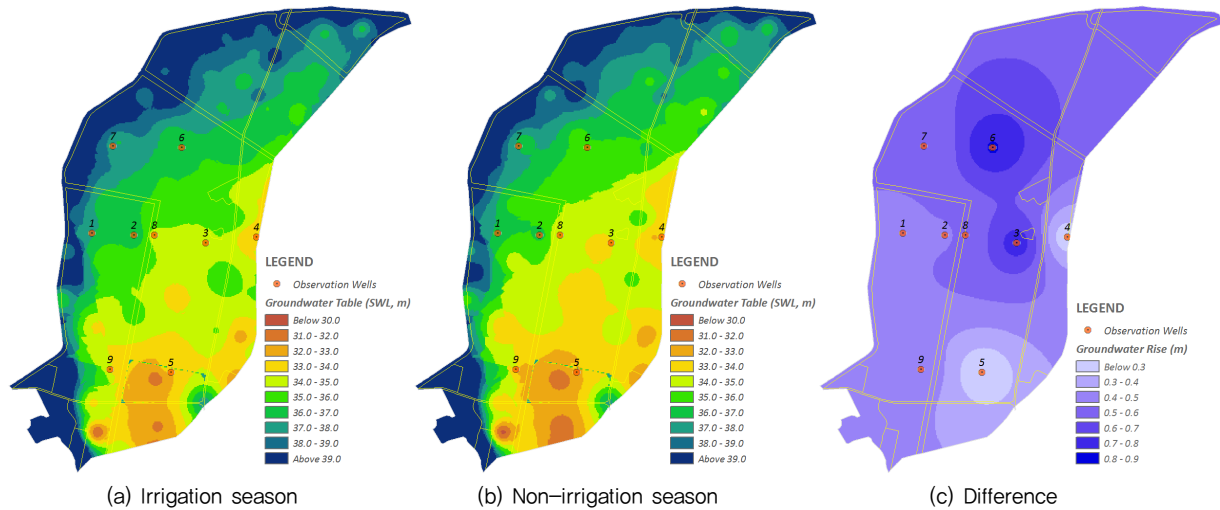 7
6
1
2
8
3
4
9
5
LEGEND
Observation Wells
Groundwater Table (SWL, m)
Below 30.0
31.0 - 32.0
32.0 - 33.0
33.0 - 34.0
34.0 - 35.0
35.0 - 36.0
36.0 - 37.0
37.0 - 38.0
38.0 - 39.0
Above 39.0
(a) Irrigation season
7
6
1
2
8
3
4
9
5
LEGEND
Observation Wells
Groundwater Table (SWL, m)
Below 30.0
31.0 - 32.0
32.0 - 33.0
33.0 - 34.0
34.0 - 35.0
35.0 - 36.0
36.0 - 37.0
37.0 - 38.0
38.0 - 39.0
Above 39.0
(b) Non-irrigation season
7
6
1
2
8
3
4
9
5
LEGEND
Observation Wells
Groundwater Rise (m)
Below 0.3
0.3 - 0.4
0.4 - 0.5
0.5 - 0.6
0.6 - 0.7
0.7 - 0.8
0.8 - 0.9
(c) Difference